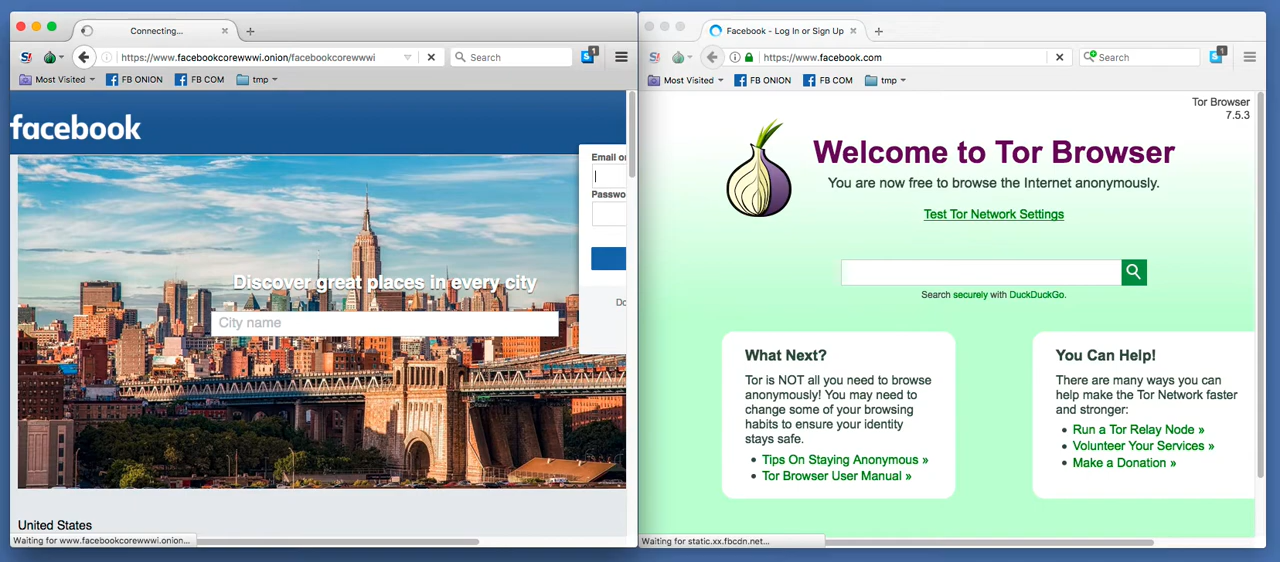 Connecting...
https://www.facebookcorewwwi.onion/facebookcorewwwi
Search
S!
S
1
Most Visited
FB ONION
FB COM
tmp
facebook
Email
Discover great places in every city
City name
United States
Waiting for www.facebookcorewwwi.onion...
Facebook - Log In or Sign Up
https://www.facebook.com
Search
S!
S
1
Most Visited
FB ONION
FB COM
tmp
Tor Browser
7.5.3
Welcome to Tor Browser
You are now free to browse the Internet anonymously.
Test Tor Network Settings
Search securely with DuckDuckGo.
What Next?
Tor is NOT all you need to browse
anonymously! You may need to
change some of your browsing
habits to ensure your identity
stays safe.
• Tips On Staying Anonymous »
• Tor Browser User Manual »
You Can Help!
There are many ways you can
help make the Tor Network faster
and stronger:
• Run a Tor Relay Node »
• Volunteer Your Services »
• Make a Donation »
Waiting for static.xx.fbcdn.net...